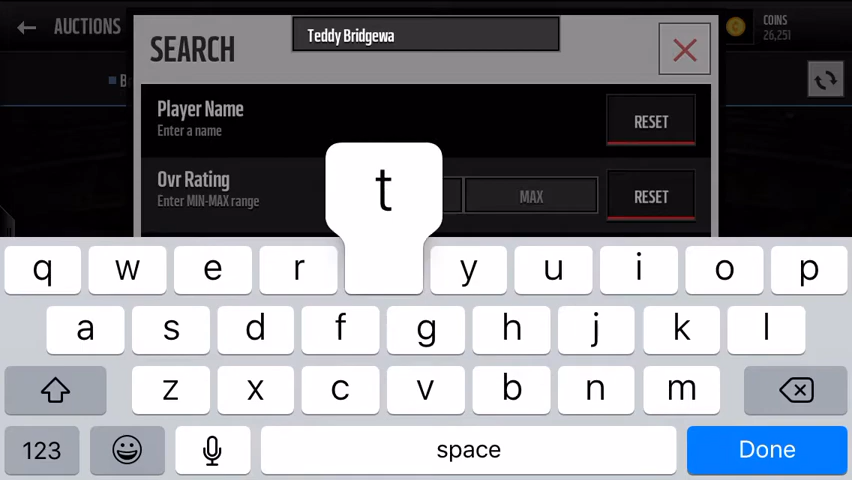 AUCTIONS
SEARCH
Teddy Bridgewa
COINS
26,251
Player Name
Enter a name
RESET
Ovr Rating
Enter MIN-MAX range
MAX
RESET
t
q w e r y u i o p
a s d f g h j k l
z x c v b n m
123 space Done